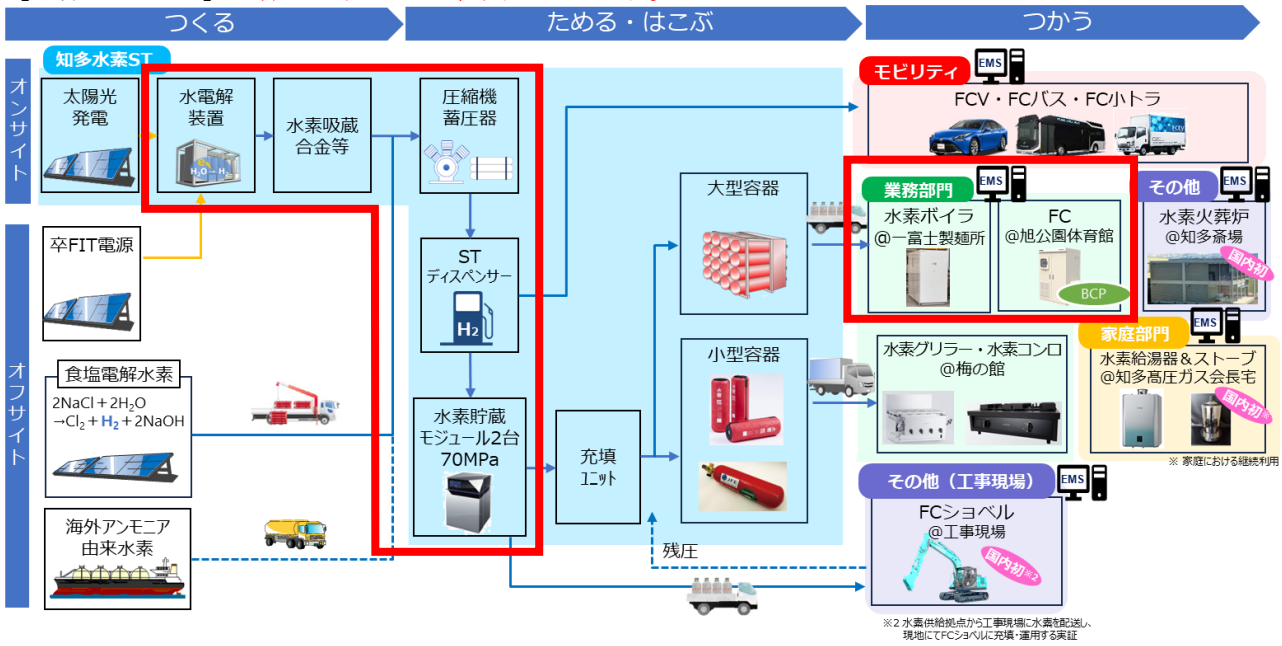 つくる
ためる・はこぶ
つかう
オンサイト
オフサイト
知多水素ST
太陽光
発電
水電解
装置
H₂O→H₂
水素吸蔵
合金等
圧縮機
蓄圧器
卒FIT電源
ST
ディスペンサー
H₂
食塩電解水素
2NaCl+2H₂O
→Cl₂+H₂+2NaOH
水素貯蔵
モジュール2台
70MPa
充填
ユニット
海外アンモニア
由来水素
大型容器
小型容器
残圧
モビリティ
EMS
FCV・FCバス・FC小トラ
業務部門
EMS
水素ボイラ
@一富士製麺所
FC
@旭公園体育館
BCP
その他
EMS
水素火葬炉
@知多斎場
国内初
水素グリラー・水素コンロ
@梅の館
家庭部門
EMS
水素給湯器&ストーブ
@知多高圧ガス会長宅
国内初※
※ 家庭における継続利用
その他(工事現場)
EMS
FCショベル
@工事現場
国内初※2
※2 水素供給拠点から工事現場に水素を配送し、
現地にてFCショベルに充填・運用する実証